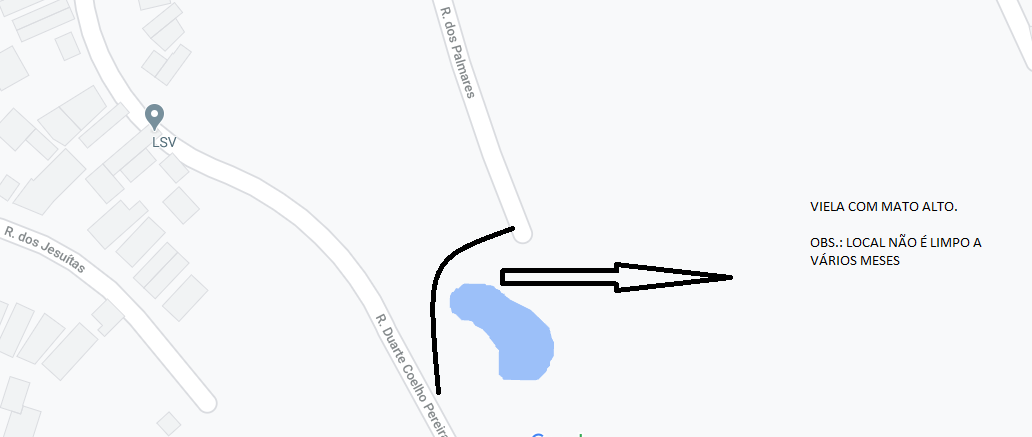 R. dos Palmares
LSV
R. dos Jesuítas
R. Duarte Coelho Pereira
VIELA COM MATO ALTO.
OBS.: LOCAL NÃO É LIMPO A
VÁRIOS MESES